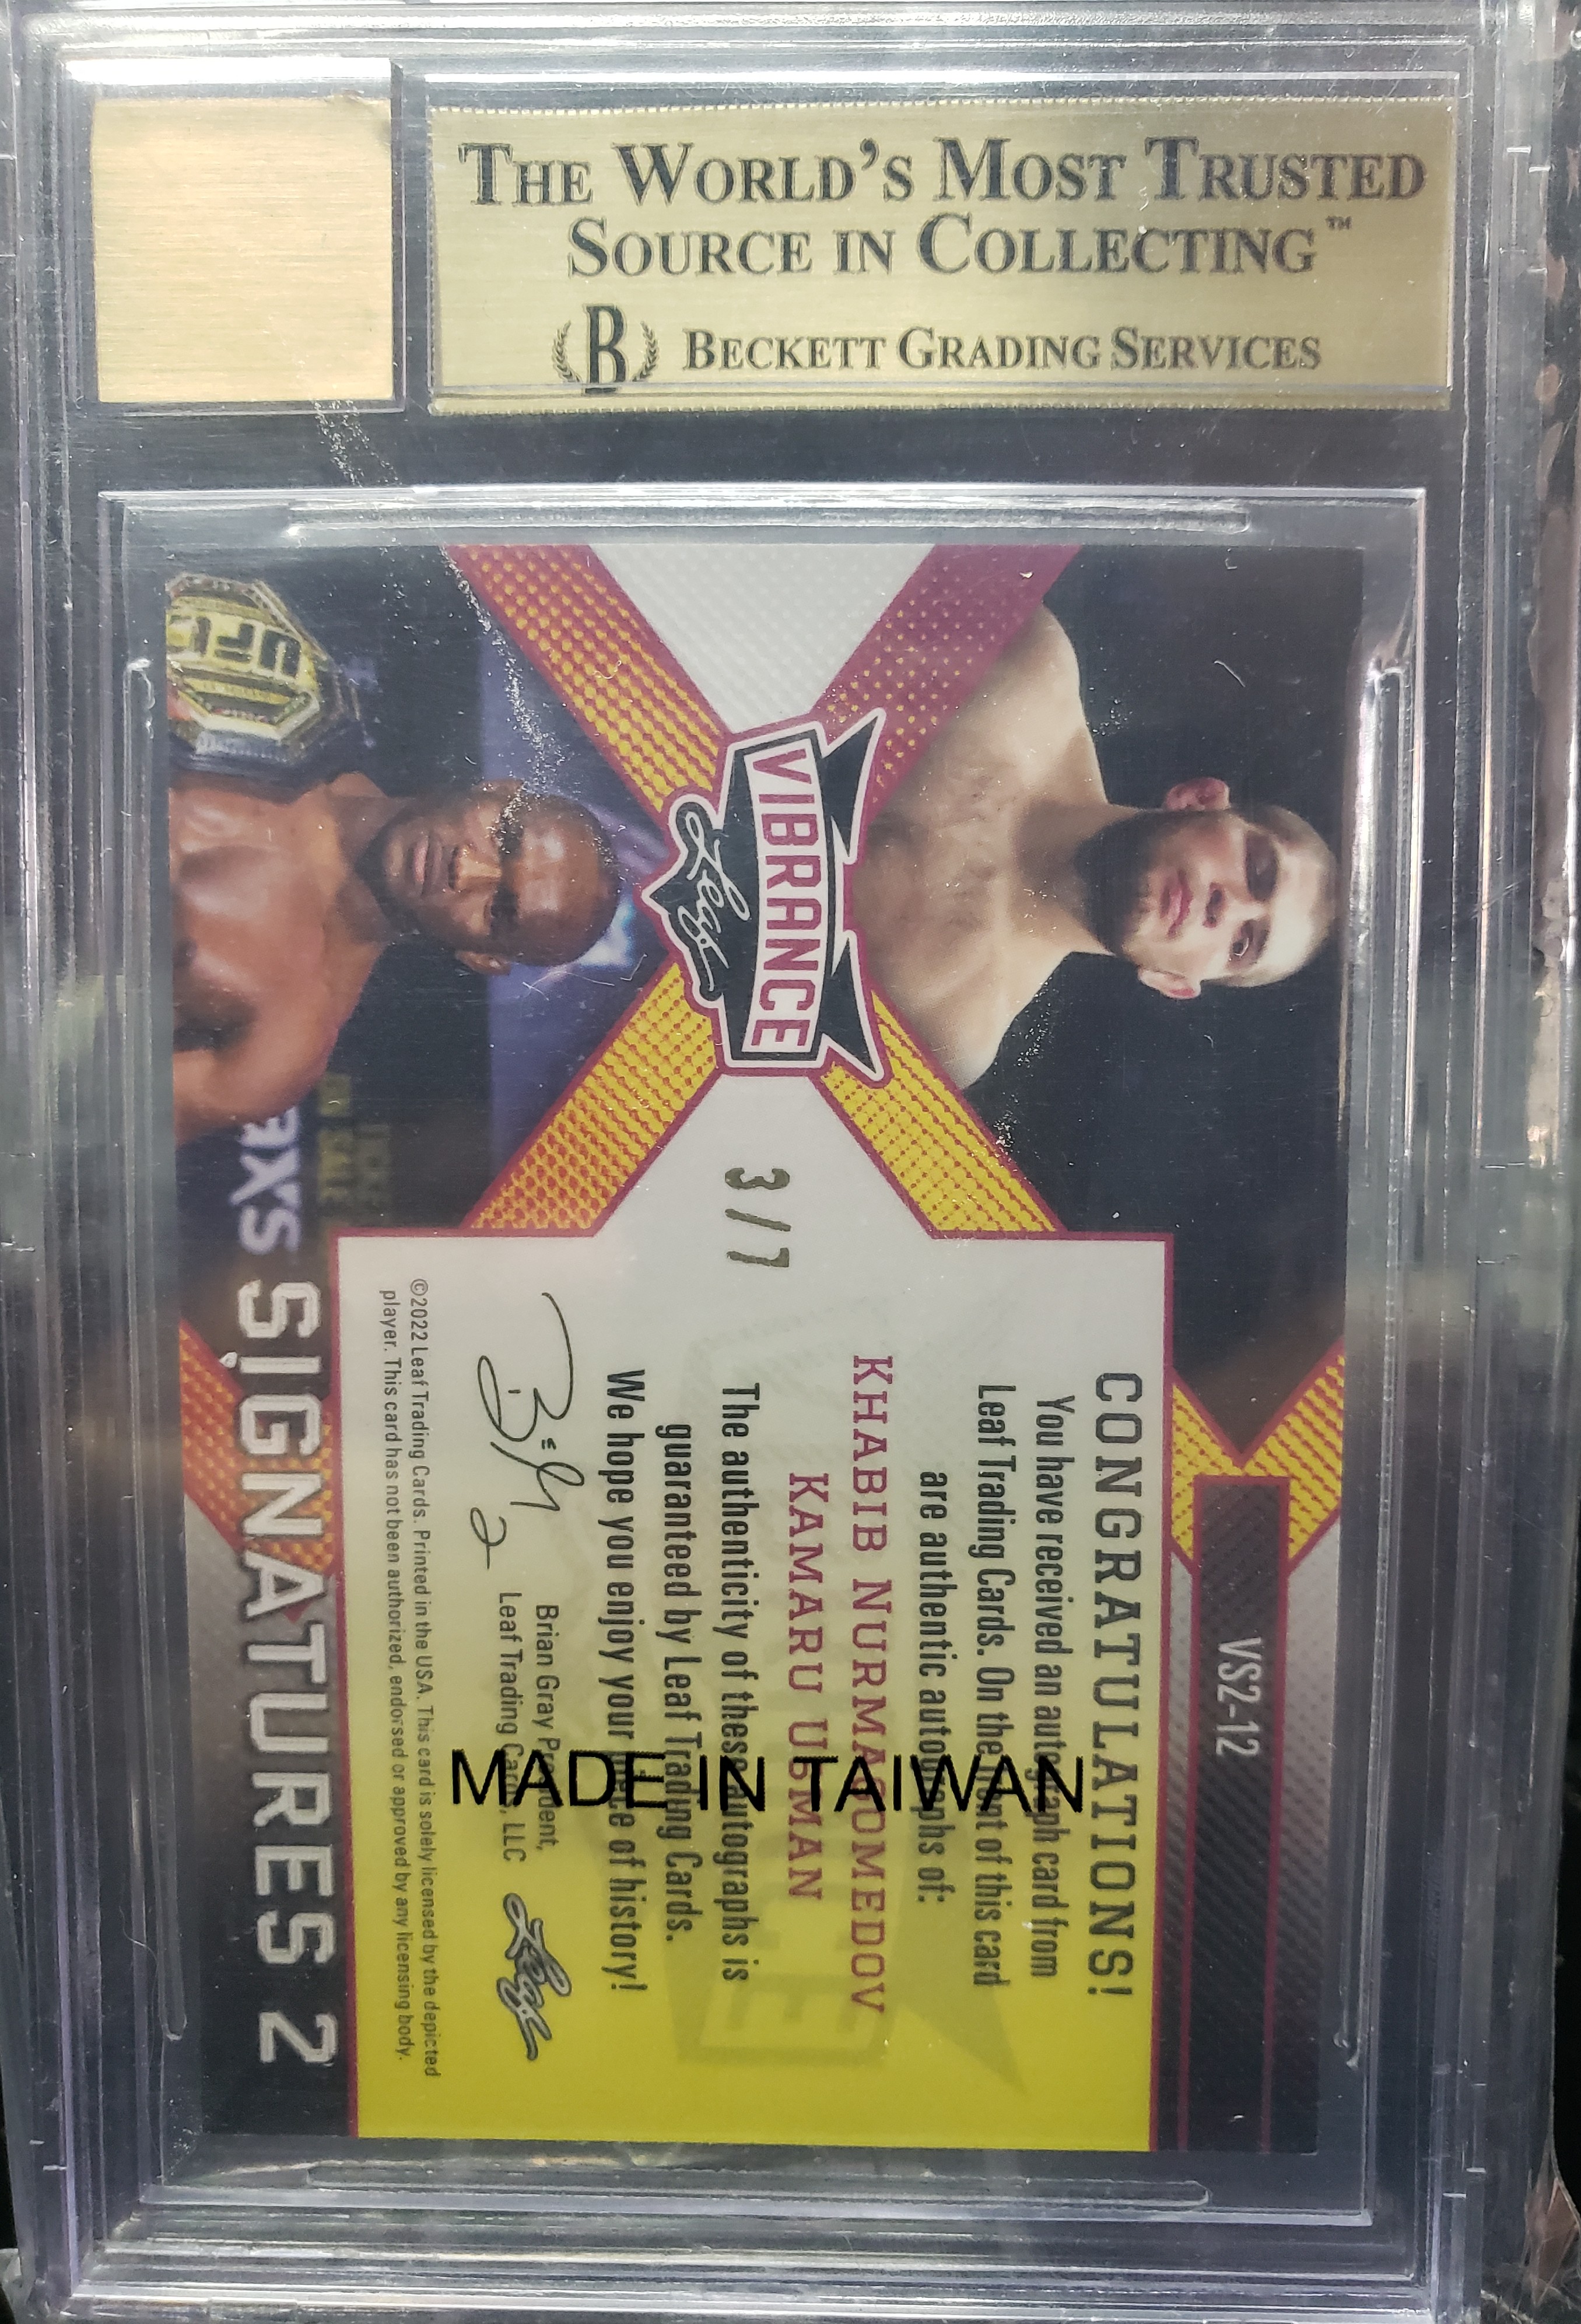 THE WORLD'S MOST TRUSTED
SOURCE IN COLLECTING™
B BECKETT GRADING SERVICES
UFC
VIBRANCE
Leaf
3/7
VS2-12
CONGRATULATIONS!
You have received an autograph card from
Leaf Trading Cards. On the front of this card
are authentic autographs of:
KHABIB NURMAGOMEDOV
KAMARU USMAN
The authenticity of these autographs is
guaranteed by Leaf Trading Cards.
We hope you enjoy your piece of history!
Brian Gray President,
Leaf Trading Cards, LLC
Leaf
©2022 Leaf Trading Cards. Printed in the USA. This card is solely licensed by the depicted
player. This card has not been authorized, endorsed or approved by any licensing body.
SIGNATURES 2
MADE IN TAIWAN